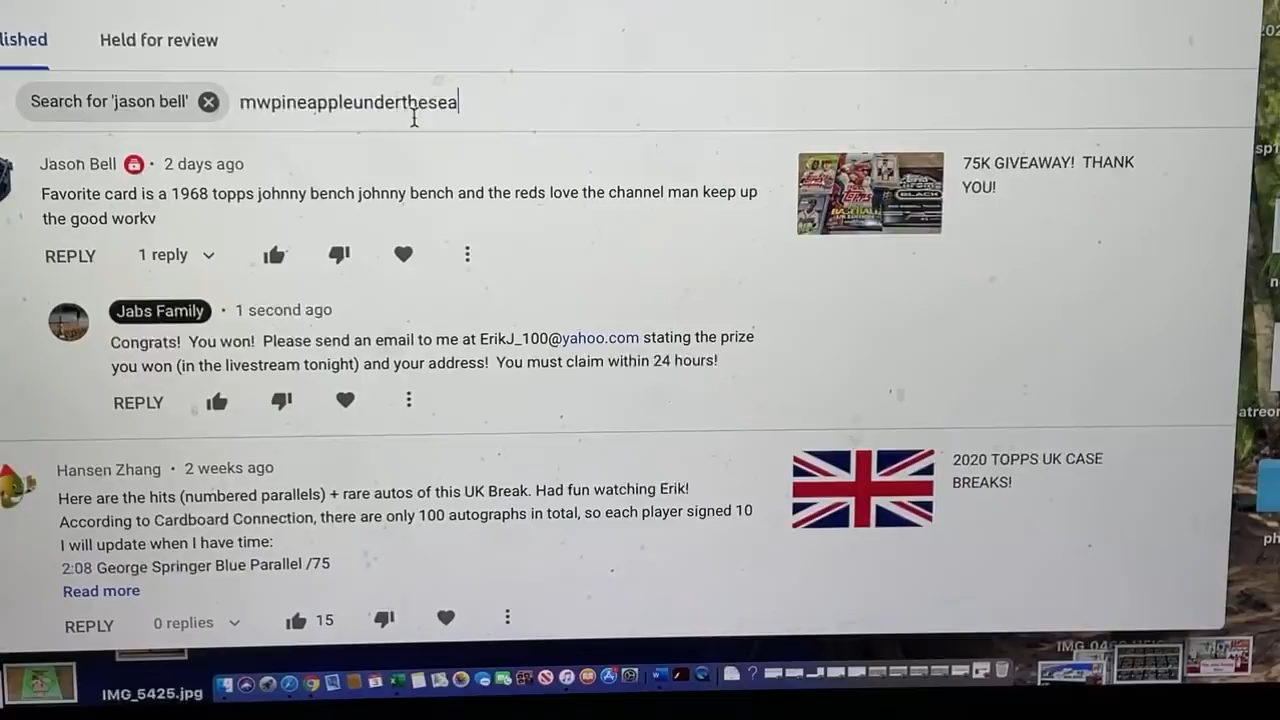 lished
Held for review
Search for 'jason bell'
mwpineappleunderthesea
Jason Bell · 2 days ago
75K GIVEAWAY! THANK
YOU!
Favorite card is a 1968 topps johnny bench johnny bench and the reds love the channel man keep up
the good workv
REPLY
1 reply
Jabs Family · 1 second ago
Congrats! You won! Please send an email to me at ErikJ_100@yahoo.com stating the prize
you won (in the livestream tonight) and your address! You must claim within 24 hours!
REPLY
Hansen Zhang · 2 weeks ago
2020 TOPPS UK CASE
BREAKS!
Here are the hits (numbered parallels) + rare autos of this UK Break. Had fun watching Erik!
According to Cardboard Connection, there are only 100 autographs in total, so each player signed 10
I will update when I have time:
2:08 George Springer Blue Parallel /75
Read more
REPLY
0 replies
15
IMG_5425.jpg
sp1
atreor
ph